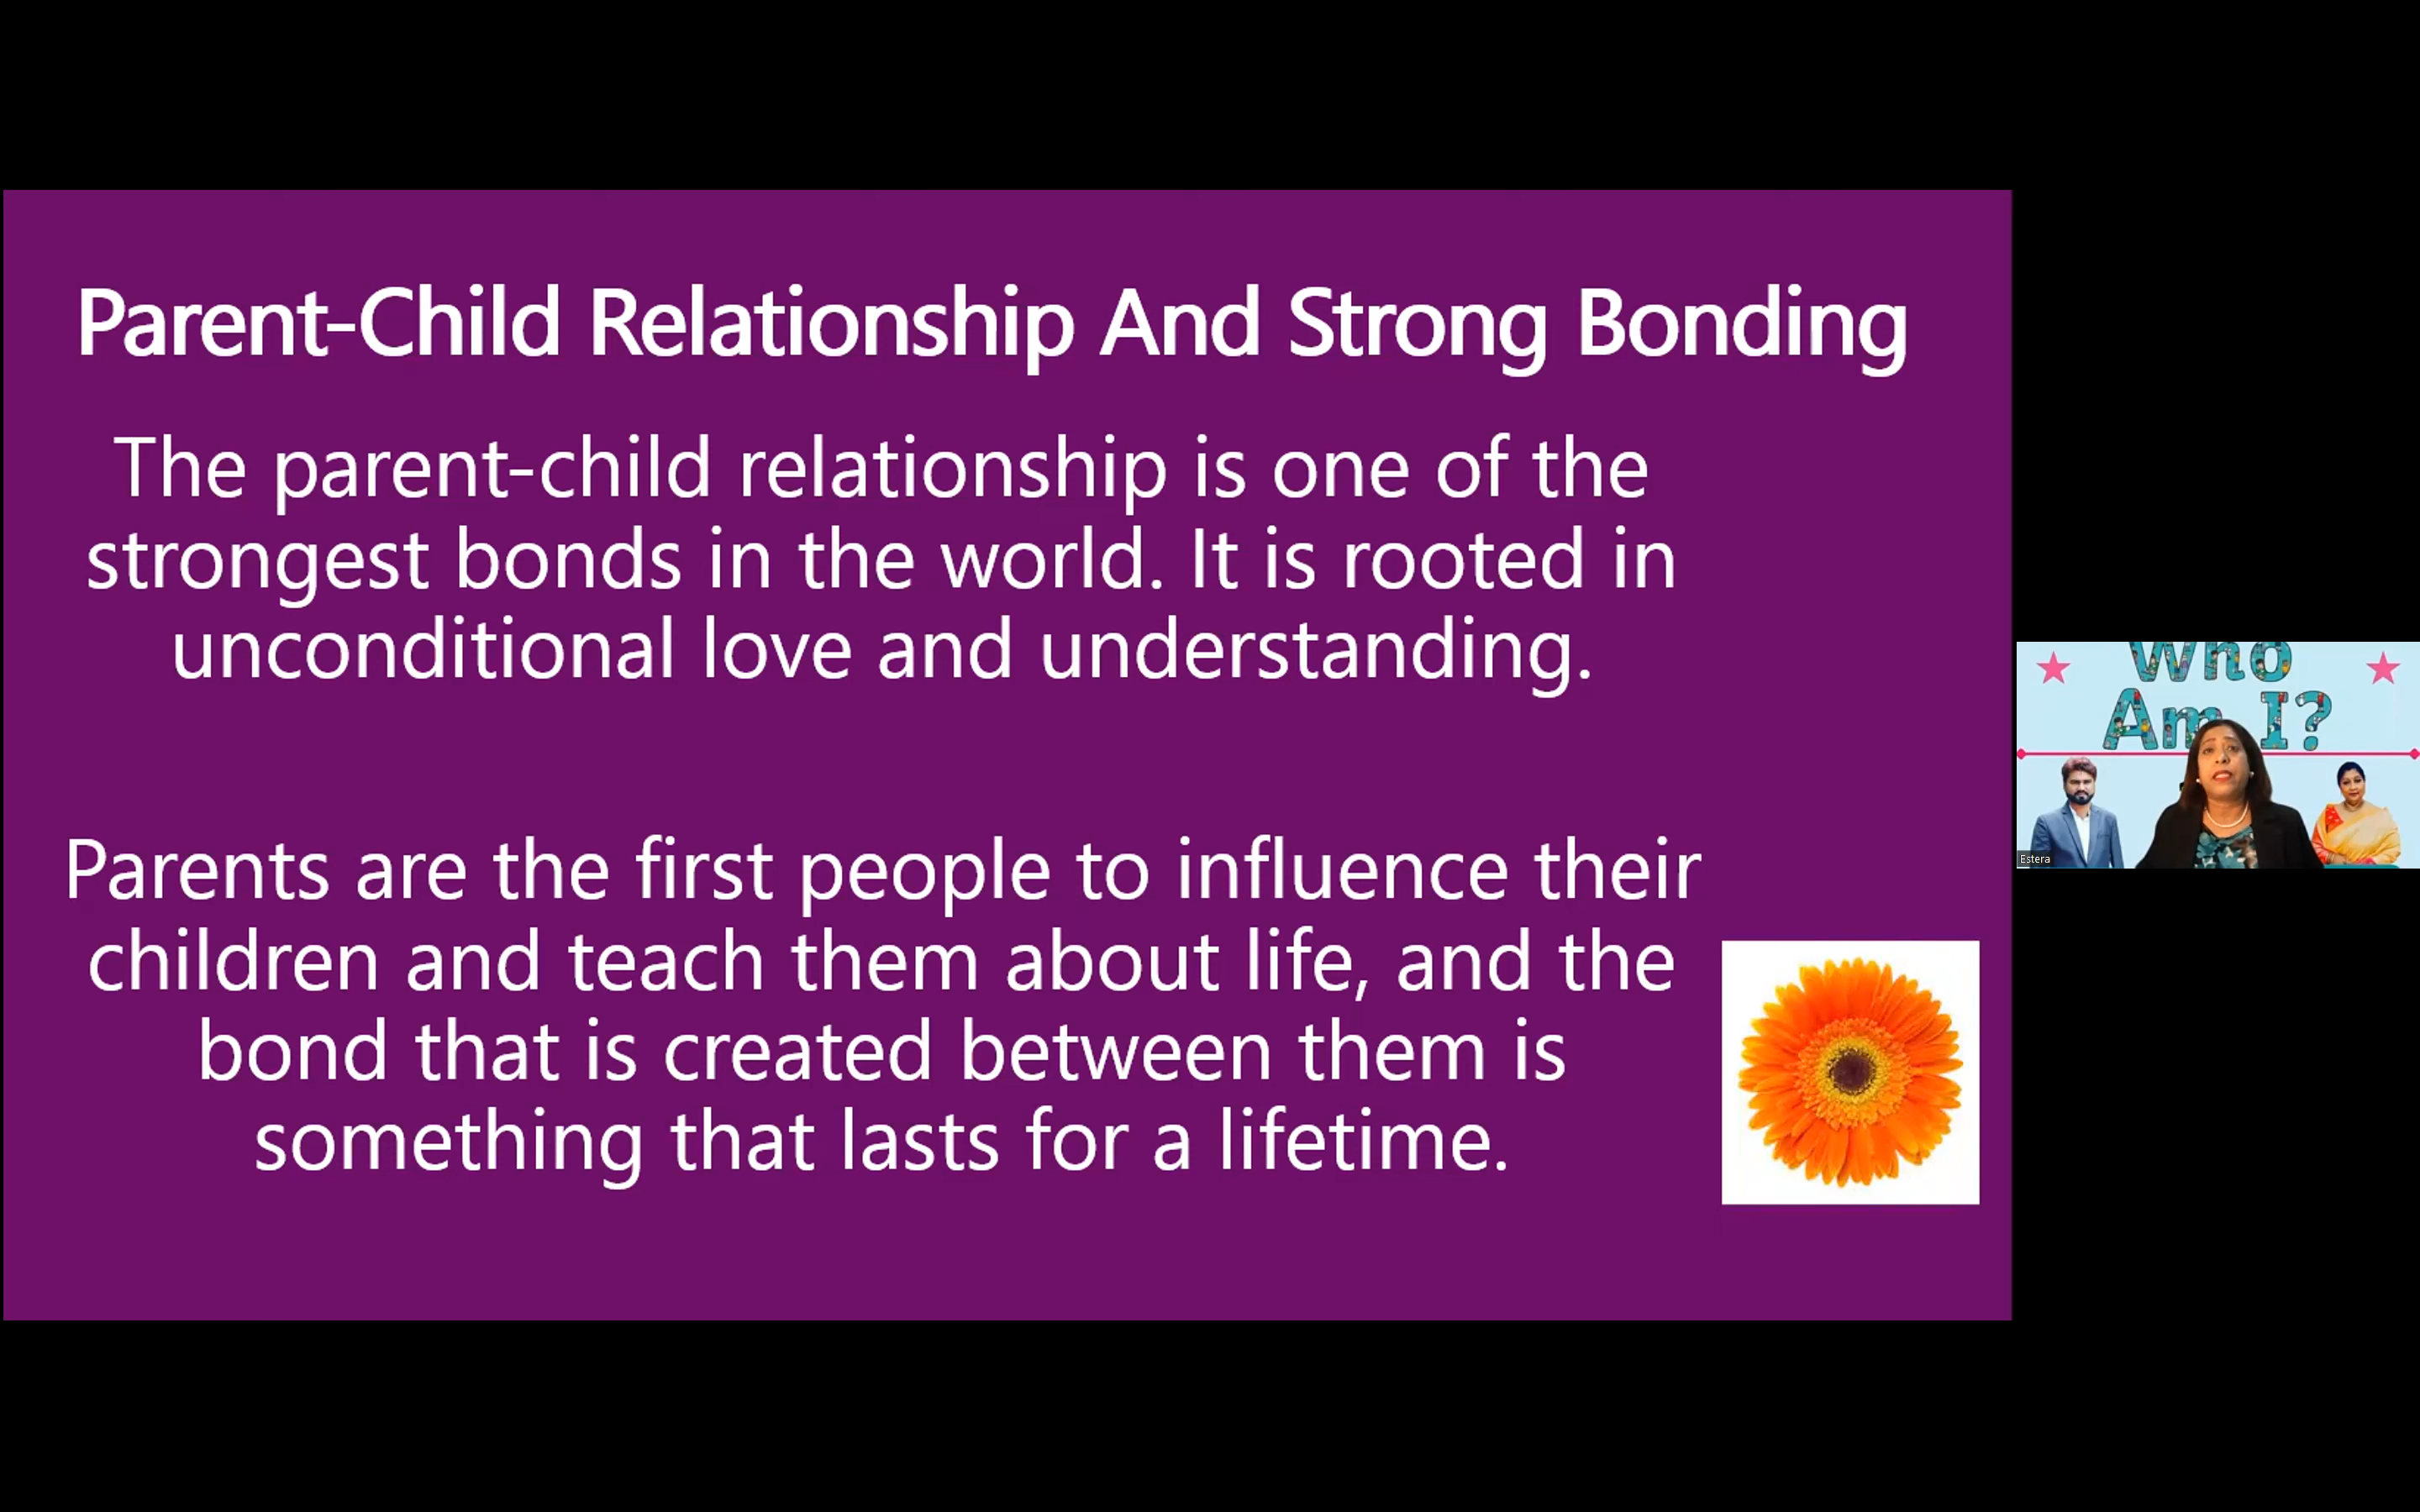 Parent-Child Relationship And Strong Bonding
The parent-child relationship is one of the
strongest bonds in the world. It is rooted in
unconditional love and understanding.
Parents are the first people to influence their
children and teach them about life, and the
bond that is created between them is
something that lasts for a lifetime.
Who
Am I?
Estera